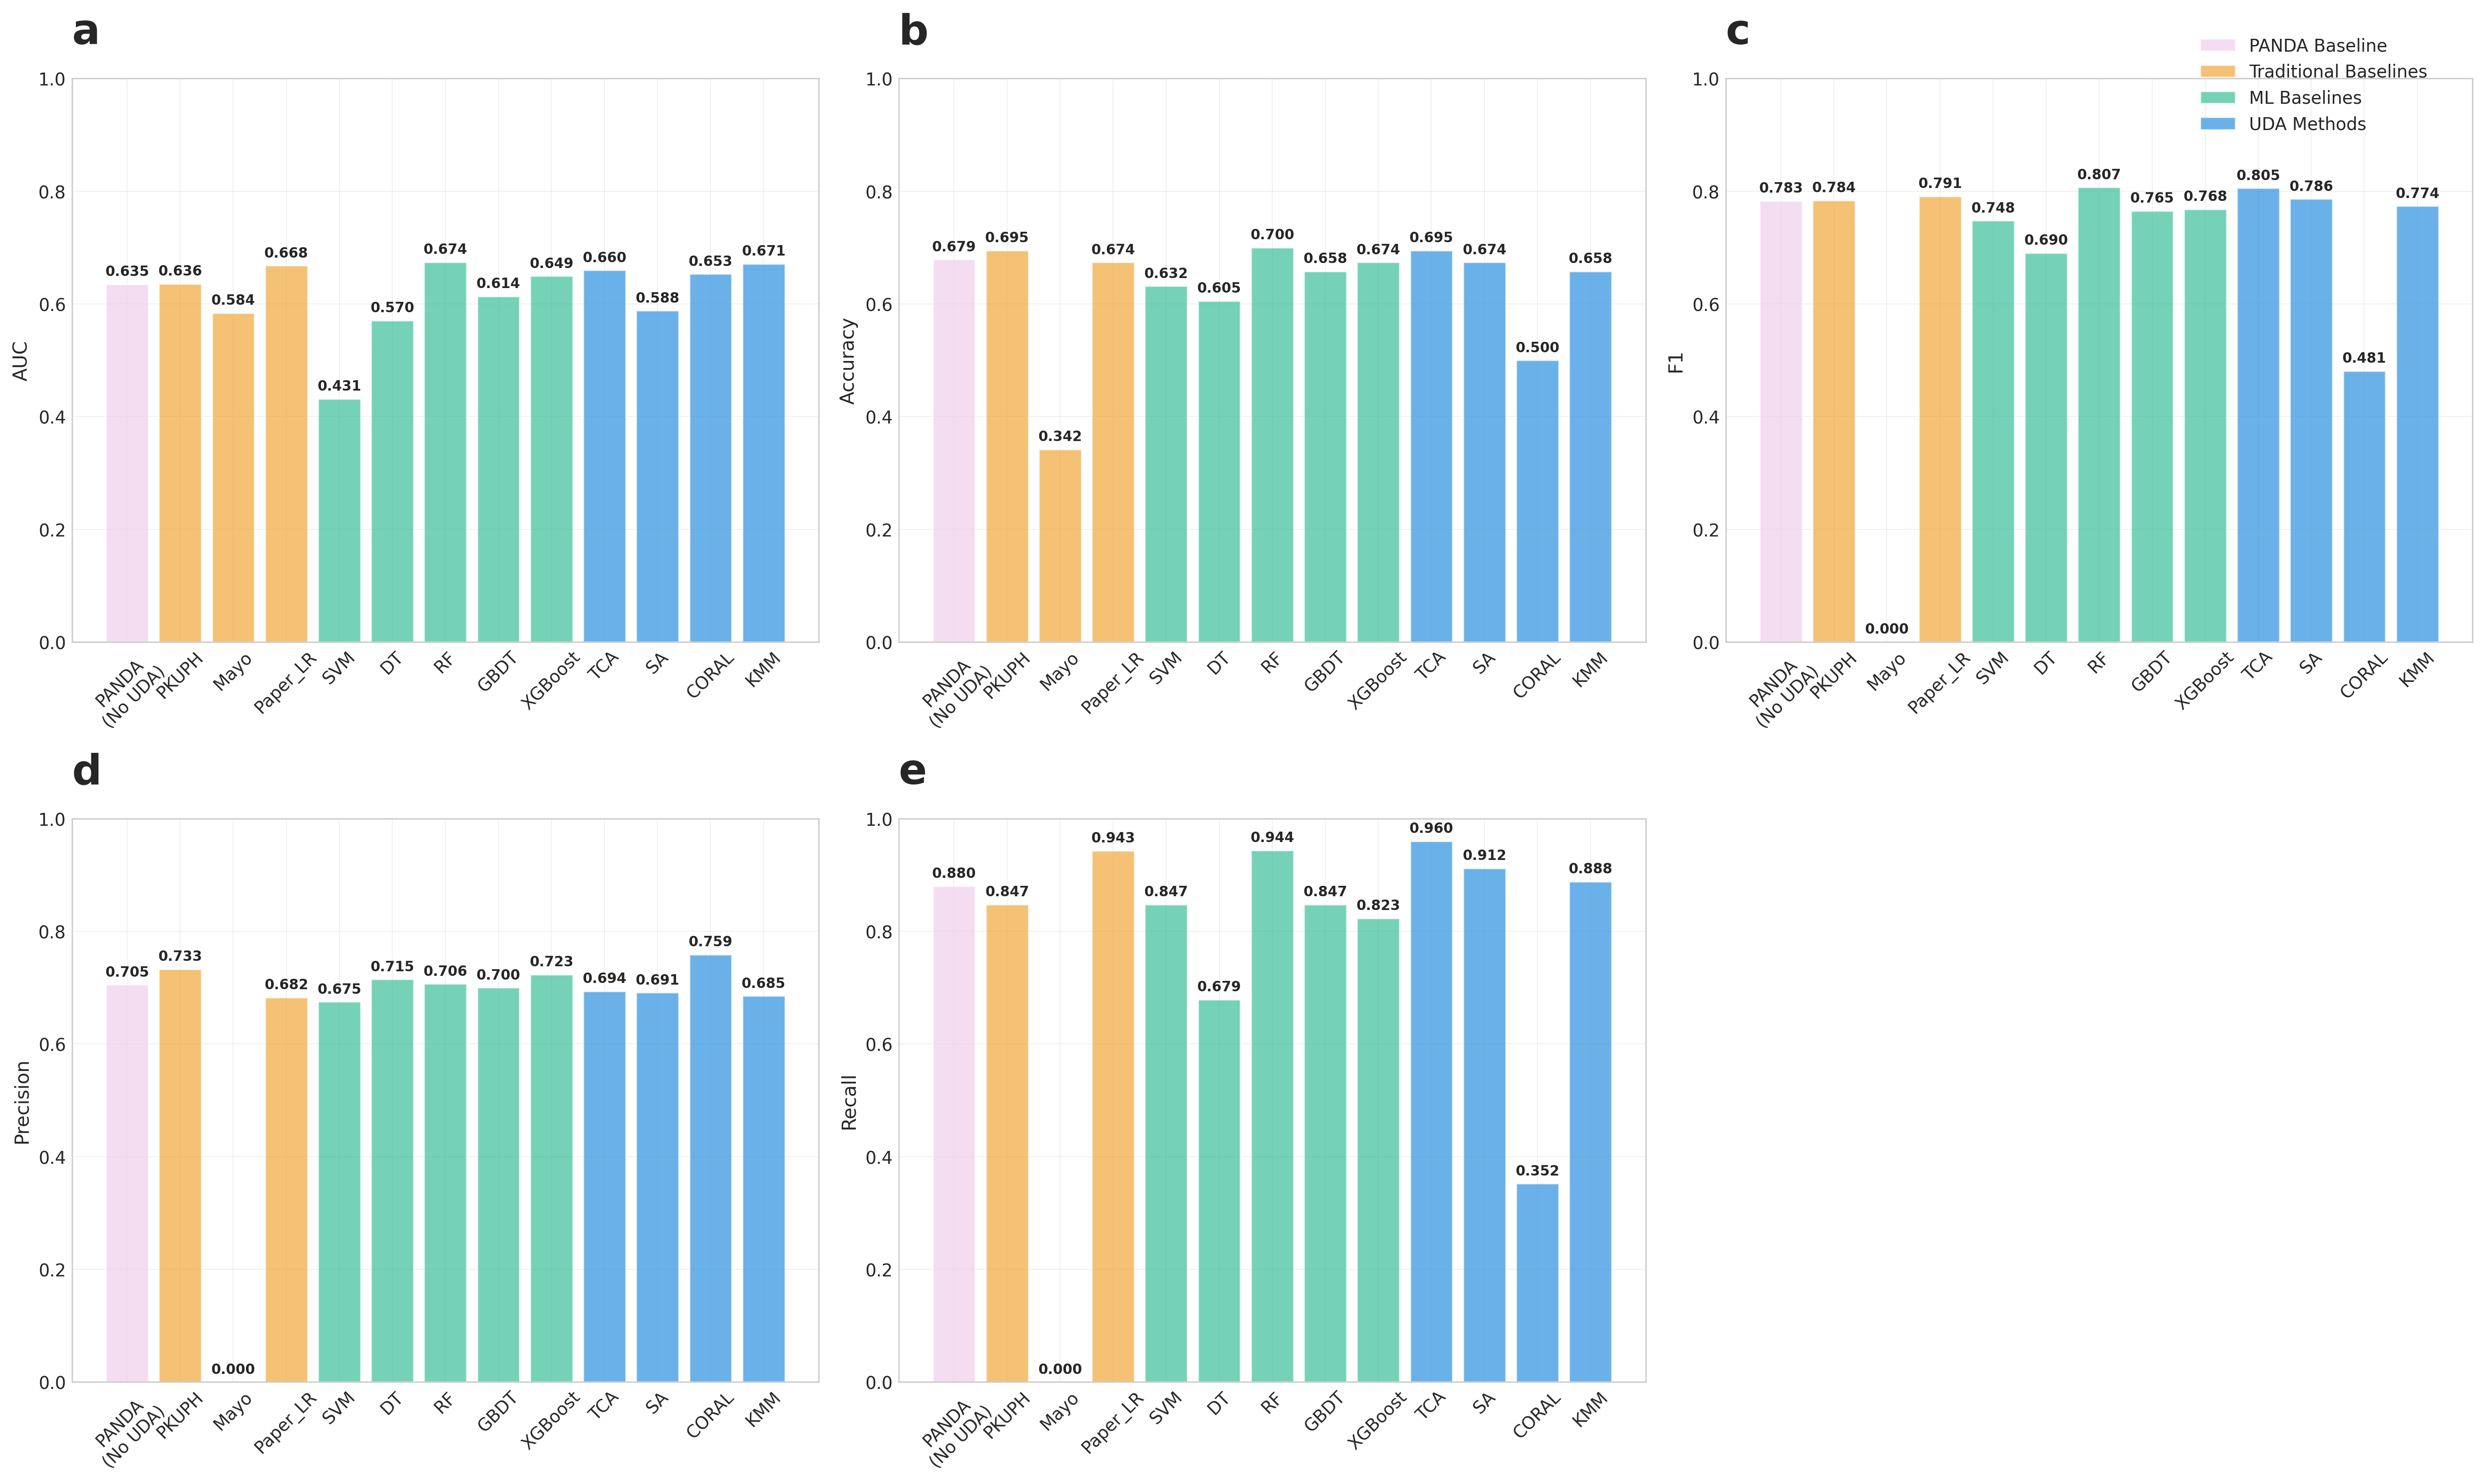 a
1.0
0.8
0.6
0.4
0.2
0.0
AUC
0.635
0.636
0.584
0.668
0.431
0.570
0.674
0.614
0.649
0.660
0.588
0.653
0.671
PANDA
(No UDA)
PKUPH
Mayo
Paper_LR
SVM
DT
RF
GBDT
XGBoost
TCA
SA
CORAL
KMM
b
1.0
0.8
0.6
0.4
0.2
0.0
Accuracy
0.679
0.695
0.342
0.674
0.632
0.605
0.700
0.658
0.674
0.695
0.674
0.500
0.658
PANDA
(No UDA)
PKUPH
Mayo
Paper_LR
SVM
DT
RF
GBDT
XGBoost
TCA
SA
CORAL
KMM
c
PANDA Baseline
Traditional Baselines
ML Baselines
UDA Methods
1.0
0.8
0.6
0.4
0.2
0.0
F1
0.783
0.784
0.000
0.791
0.748
0.690
0.807
0.765
0.768
0.805
0.786
0.481
0.774
PANDA
(No UDA)
PKUPH
Mayo
Paper_LR
SVM
DT
RF
GBDT
XGBoost
TCA
SA
CORAL
KMM
d
1.0
0.8
0.6
0.4
0.2
0.0
Precision
0.705
0.733
0.000
0.682
0.675
0.715
0.706
0.700
0.723
0.694
0.691
0.759
0.685
PANDA
(No UDA)
PKUPH
Mayo
Paper_LR
SVM
DT
RF
GBDT
XGBoost
TCA
SA
CORAL
KMM
e
1.0
0.8
0.6
0.4
0.2
0.0
Recall
0.880
0.847
0.000
0.943
0.847
0.679
0.944
0.847
0.823
0.960
0.912
0.352
0.888
PANDA
(No UDA)
PKUPH
Mayo
Paper_LR
SVM
DT
RF
GBDT
XGBoost
TCA
SA
CORAL
KMM